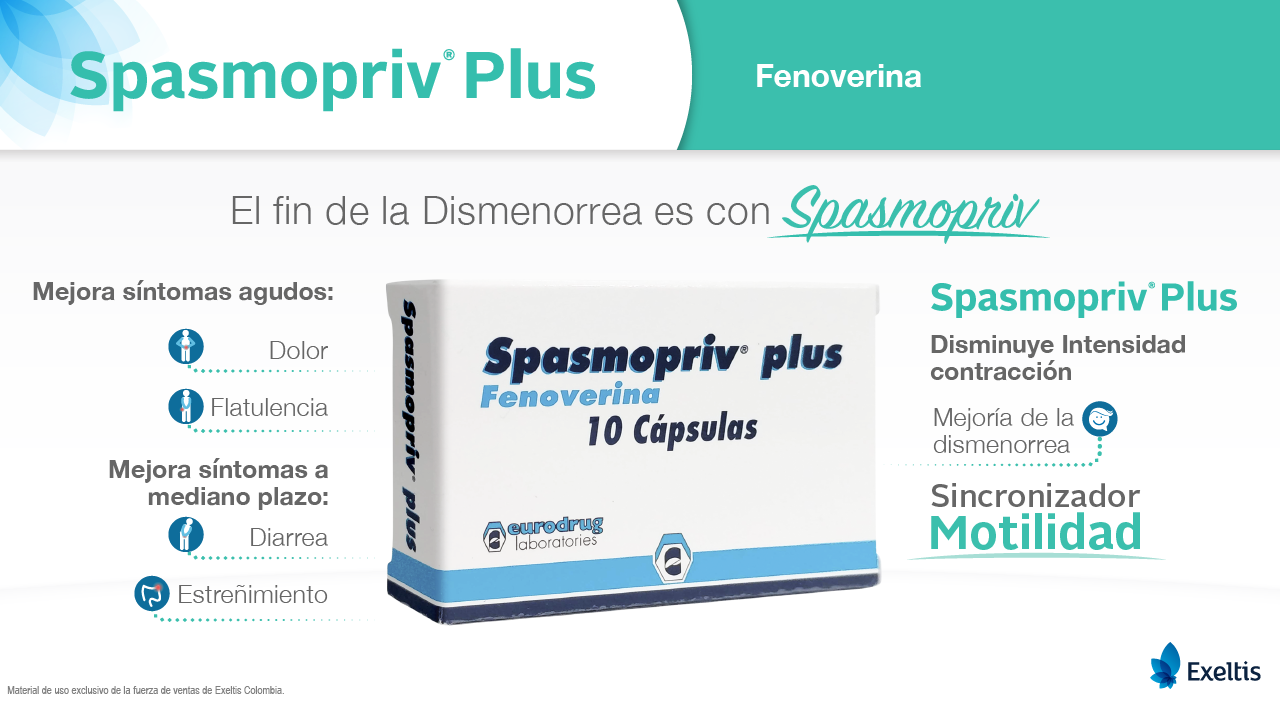 Spasmopriv® Plus
Fenoverina
El fin de la Dismenorrea es con Spasmopriv
Mejora síntomas agudos:
Dolor
Flatulencia
Mejora síntomas a
mediano plazo:
Diarrea
Estreñimiento
Spasmopriv® plus
Spasmopriv® plus
Fenoverina
10 Cápsulas
eurodrug
laboratories
Spasmopriv® Plus
Disminuye Intensidad
contracción
Mejoría de la
dismenorrea
Sincronizador
Motilidad
Exeltis
Material de uso exclusivo de la fuerza de ventas de Exeltis Colombia.